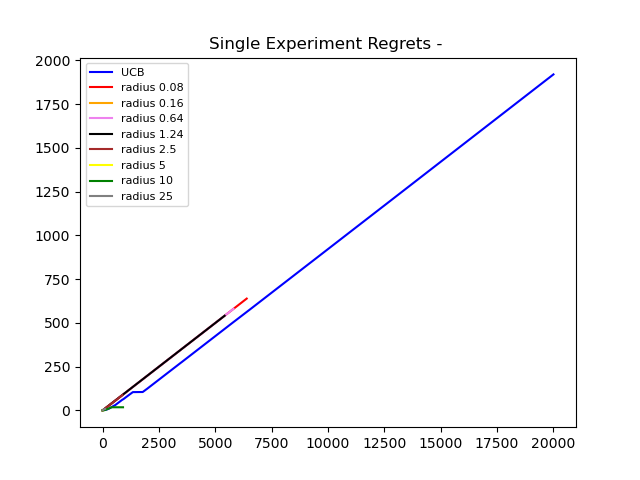 Single Experiment Regrets -
2000
1750
1500
1250
1000
750
500
250
0
UCB
radius 0.08
radius 0.16
radius 0.64
radius 1.24
radius 2.5
radius 5
radius 10
radius 25
0 2500 5000 7500 10000 12500 15000 17500 20000